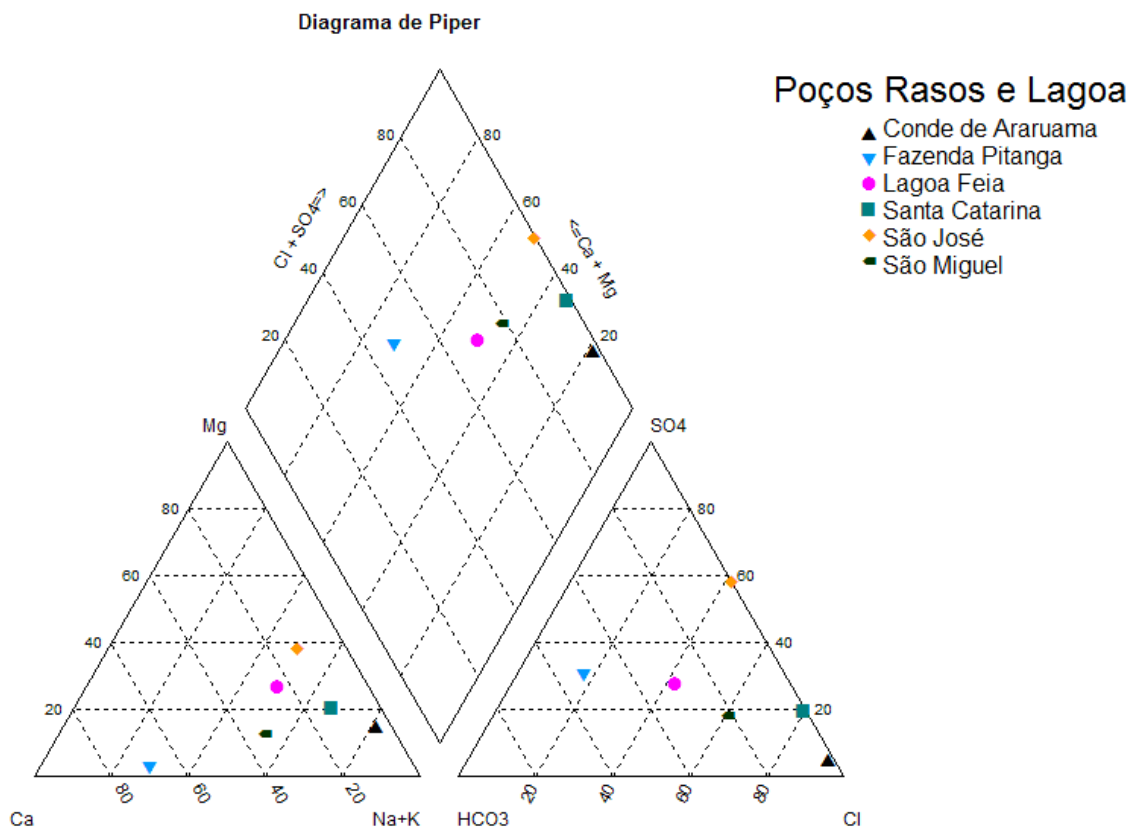 Diagrama de Piper
Poços Rasos e Lagoa
Conde de Araruama
Fazenda Pitanga
Lagoa Feia
Santa Catarina
São José
São Miguel
80 80
60 60
Cl + SO4=> <=Ca + Mg
40 40
20 20
Mg SO4
80 80
60 60
40 40
20 20
80 60 40 20 20 40 60 80
Ca Na+K HCO3 Cl